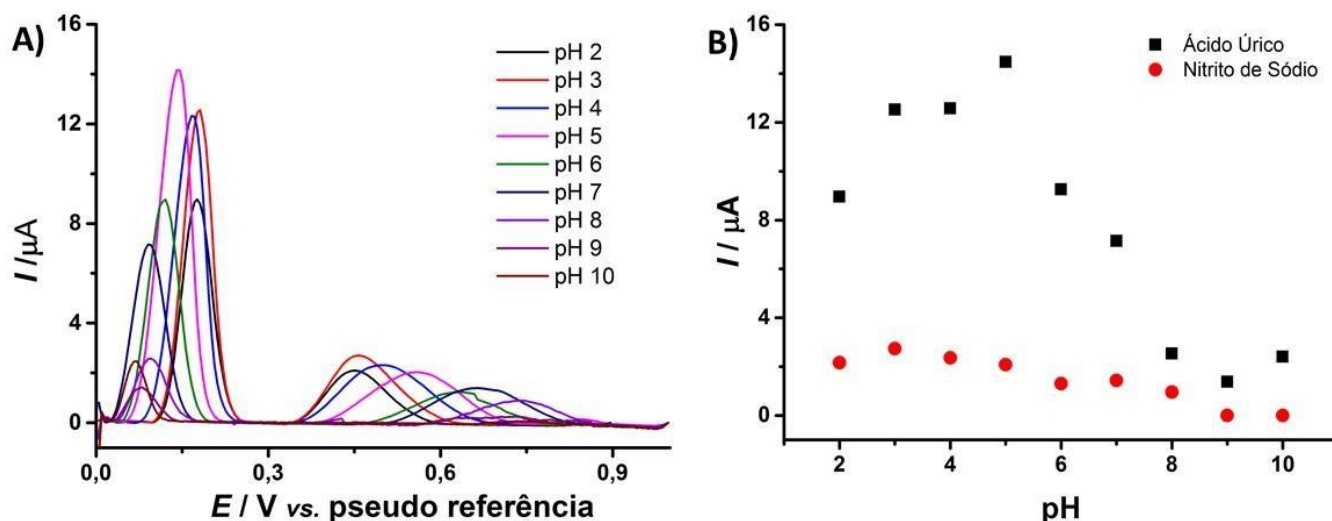 A)
16
12
8
4
0
I /µA
pH 2
pH 3
pH 4
pH 5
pH 6
pH 7
pH 8
pH 9
pH 10
0,0
0,3
0,6
0,9
E / V vs. pseudo referência
B)
16
12
8
4
0
I / µA
Ácido Úrico
Nitrito de Sódio
2
4
6
8
10
pH